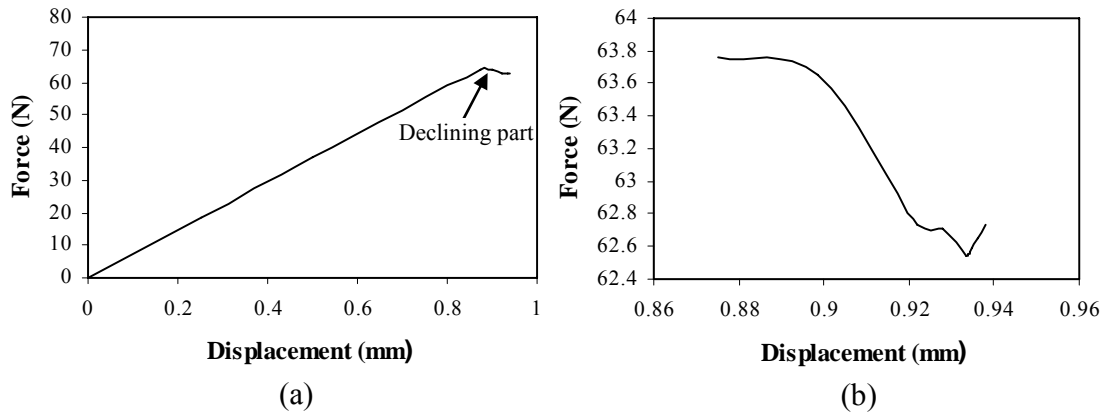 80
70
60
50
40
30
20
10
0
Force (N)
Declining part
0 0.2 0.4 0.6 0.8 1
Displacement (mm)
(a)
64
63.8
63.6
63.4
63.2
63
62.8
62.6
62.4
Force (N)
0.86 0.88 0.9 0.92 0.94 0.96
Displacement (mm)
(b)